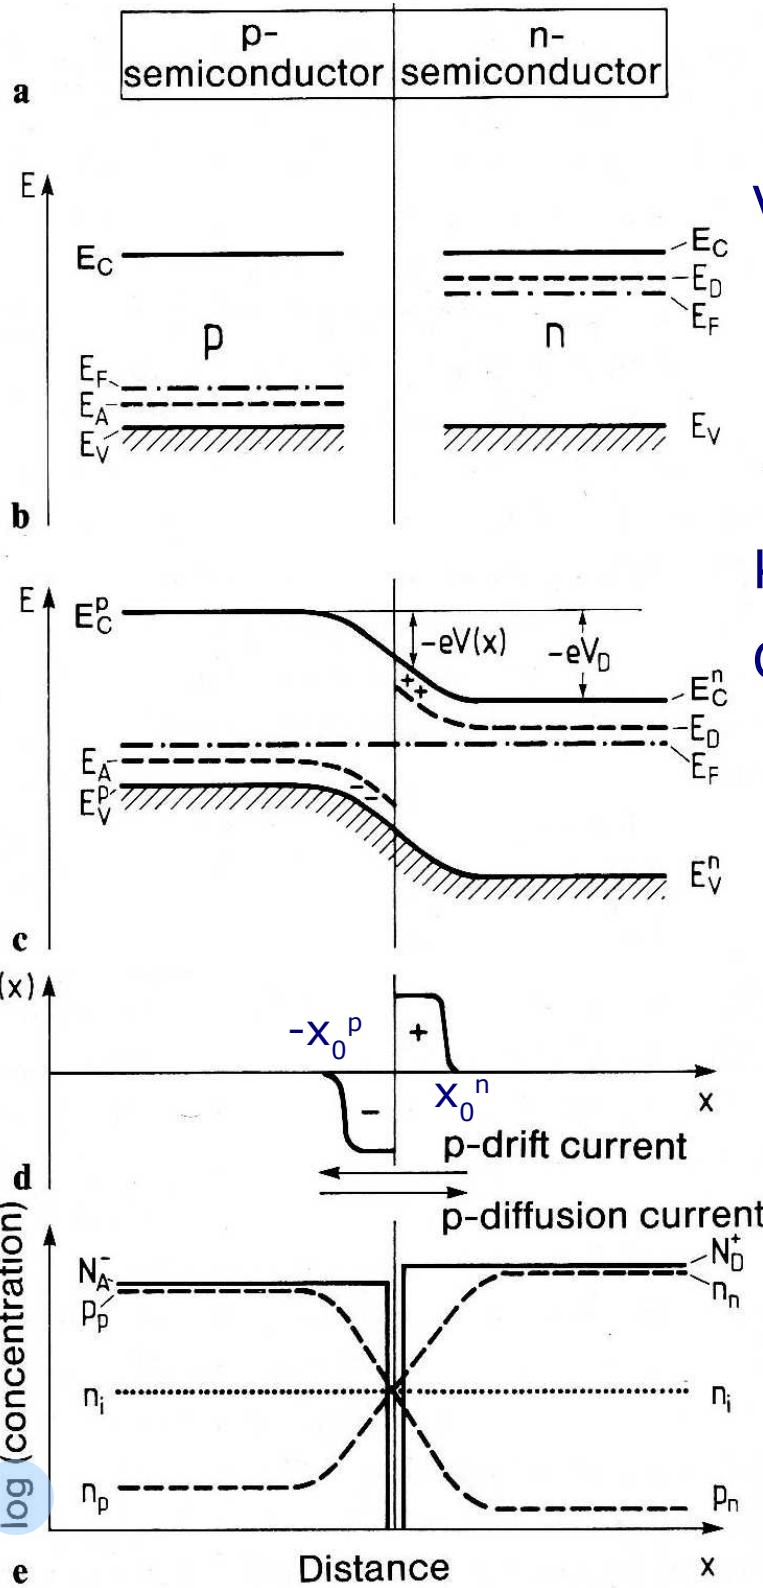 p-
semiconductor
n-
semiconductor
a
E
E_C
E_C
E_D
E_F
p
n
E_F
E_A
E_V
E_V
b
E
E_C^p
-eV(x)
-eV_D
++
E_C^n
E_D
E_F
E_A
E_V^p
--
E_V^n
c
(x)
-x_0^p
+
-
x_0^n
x
p-drift current
d
p-diffusion current
N_A^-
p_p
N_D^+
n_n
n_i
n_i
n_p
p_n
log (concentration)
e
Distance
x